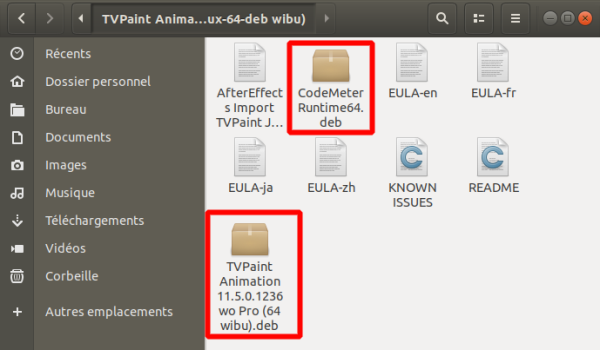 TVPaint Anima...ux-64-deb wibu)
Récents
Dossier personnel
Bureau
Documents
Images
Musique
Téléchargements
Vidéos
Corbeille
Autres emplacements
AfterEffect
s Import
TVPaint J...
CodeMeter
Runtime64.
deb
EULA-en
EULA-fr
EULA-ja
EULA-zh
KNOWN
ISSUES
README
TVPaint
Animation
11.5.0.1236
wo Pro (64
wibu).deb